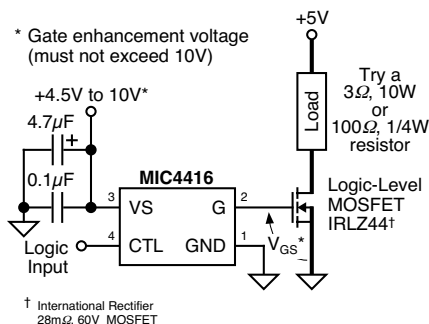 * Gate enhancement voltage
(must not exceed 10V)
+5V
+4.5V to 10V*
4.7µF
+
0.1µF
Load
Try a
3Ω, 10W
or
100Ω, 1/4W
resistor
MIC4416
3
VS
G
2
4
CTL
GND
1
Logic
Input
VGS*
Logic-Level
MOSFET
IRLZ44†
† International Rectifier
28mΩ, 60V MOSFET